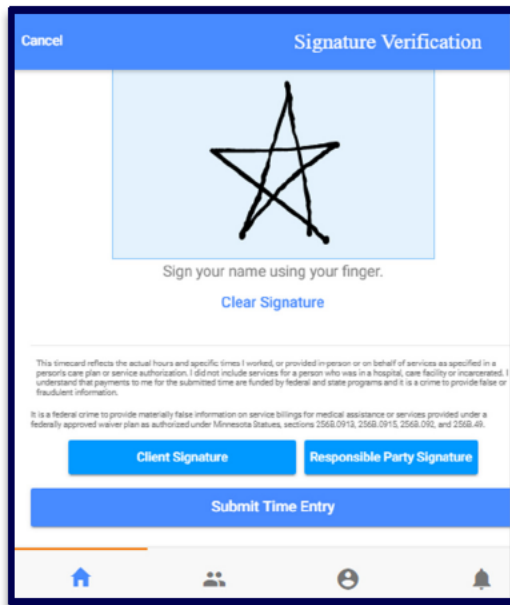 Cancel Signature Verification
Sign your name using your finger.
Clear Signature
This timecard reflects the actual hours and specific times I worked, or provided in-person or on behalf of services as specified in a
person's care plan or service authorization. I did not include services for a person who was in a hospital, care facility or incarcerated. I
understand that payments to me for the submitted time are funded by federal and state programs and it is a crime to provide false or
fraudulent information.
It is a federal crime to provide materially false information on service billings for medical assistance or services provided under a
federally approved waiver plan as authorized under Minnesota Statues, sections 256B.0913, 256B.0915, 256B.092, and 256B.49.
Client Signature Responsible Party Signature
Submit Time Entry